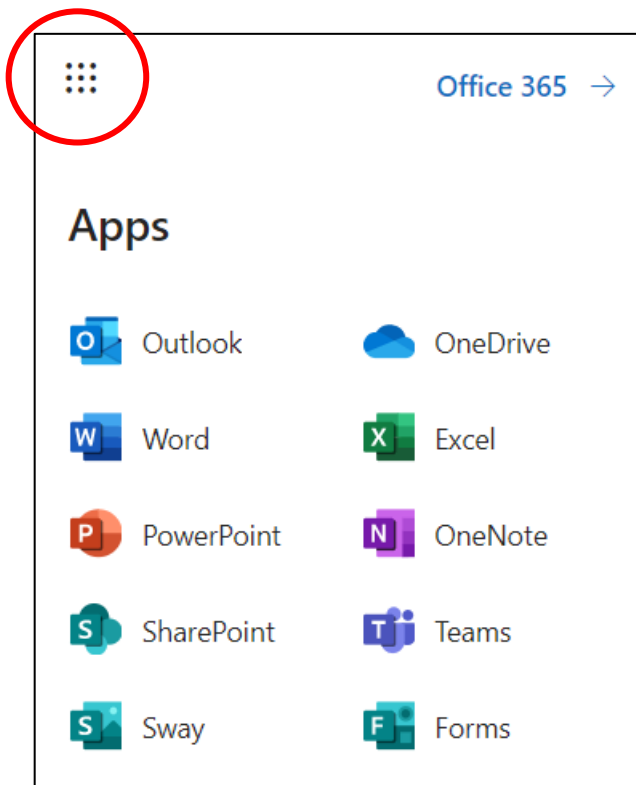 Office 365 →
Apps
O Outlook
OneDrive
W Word
X Excel
P PowerPoint
N OneNote
S SharePoint
T Teams
S Sway
F Forms